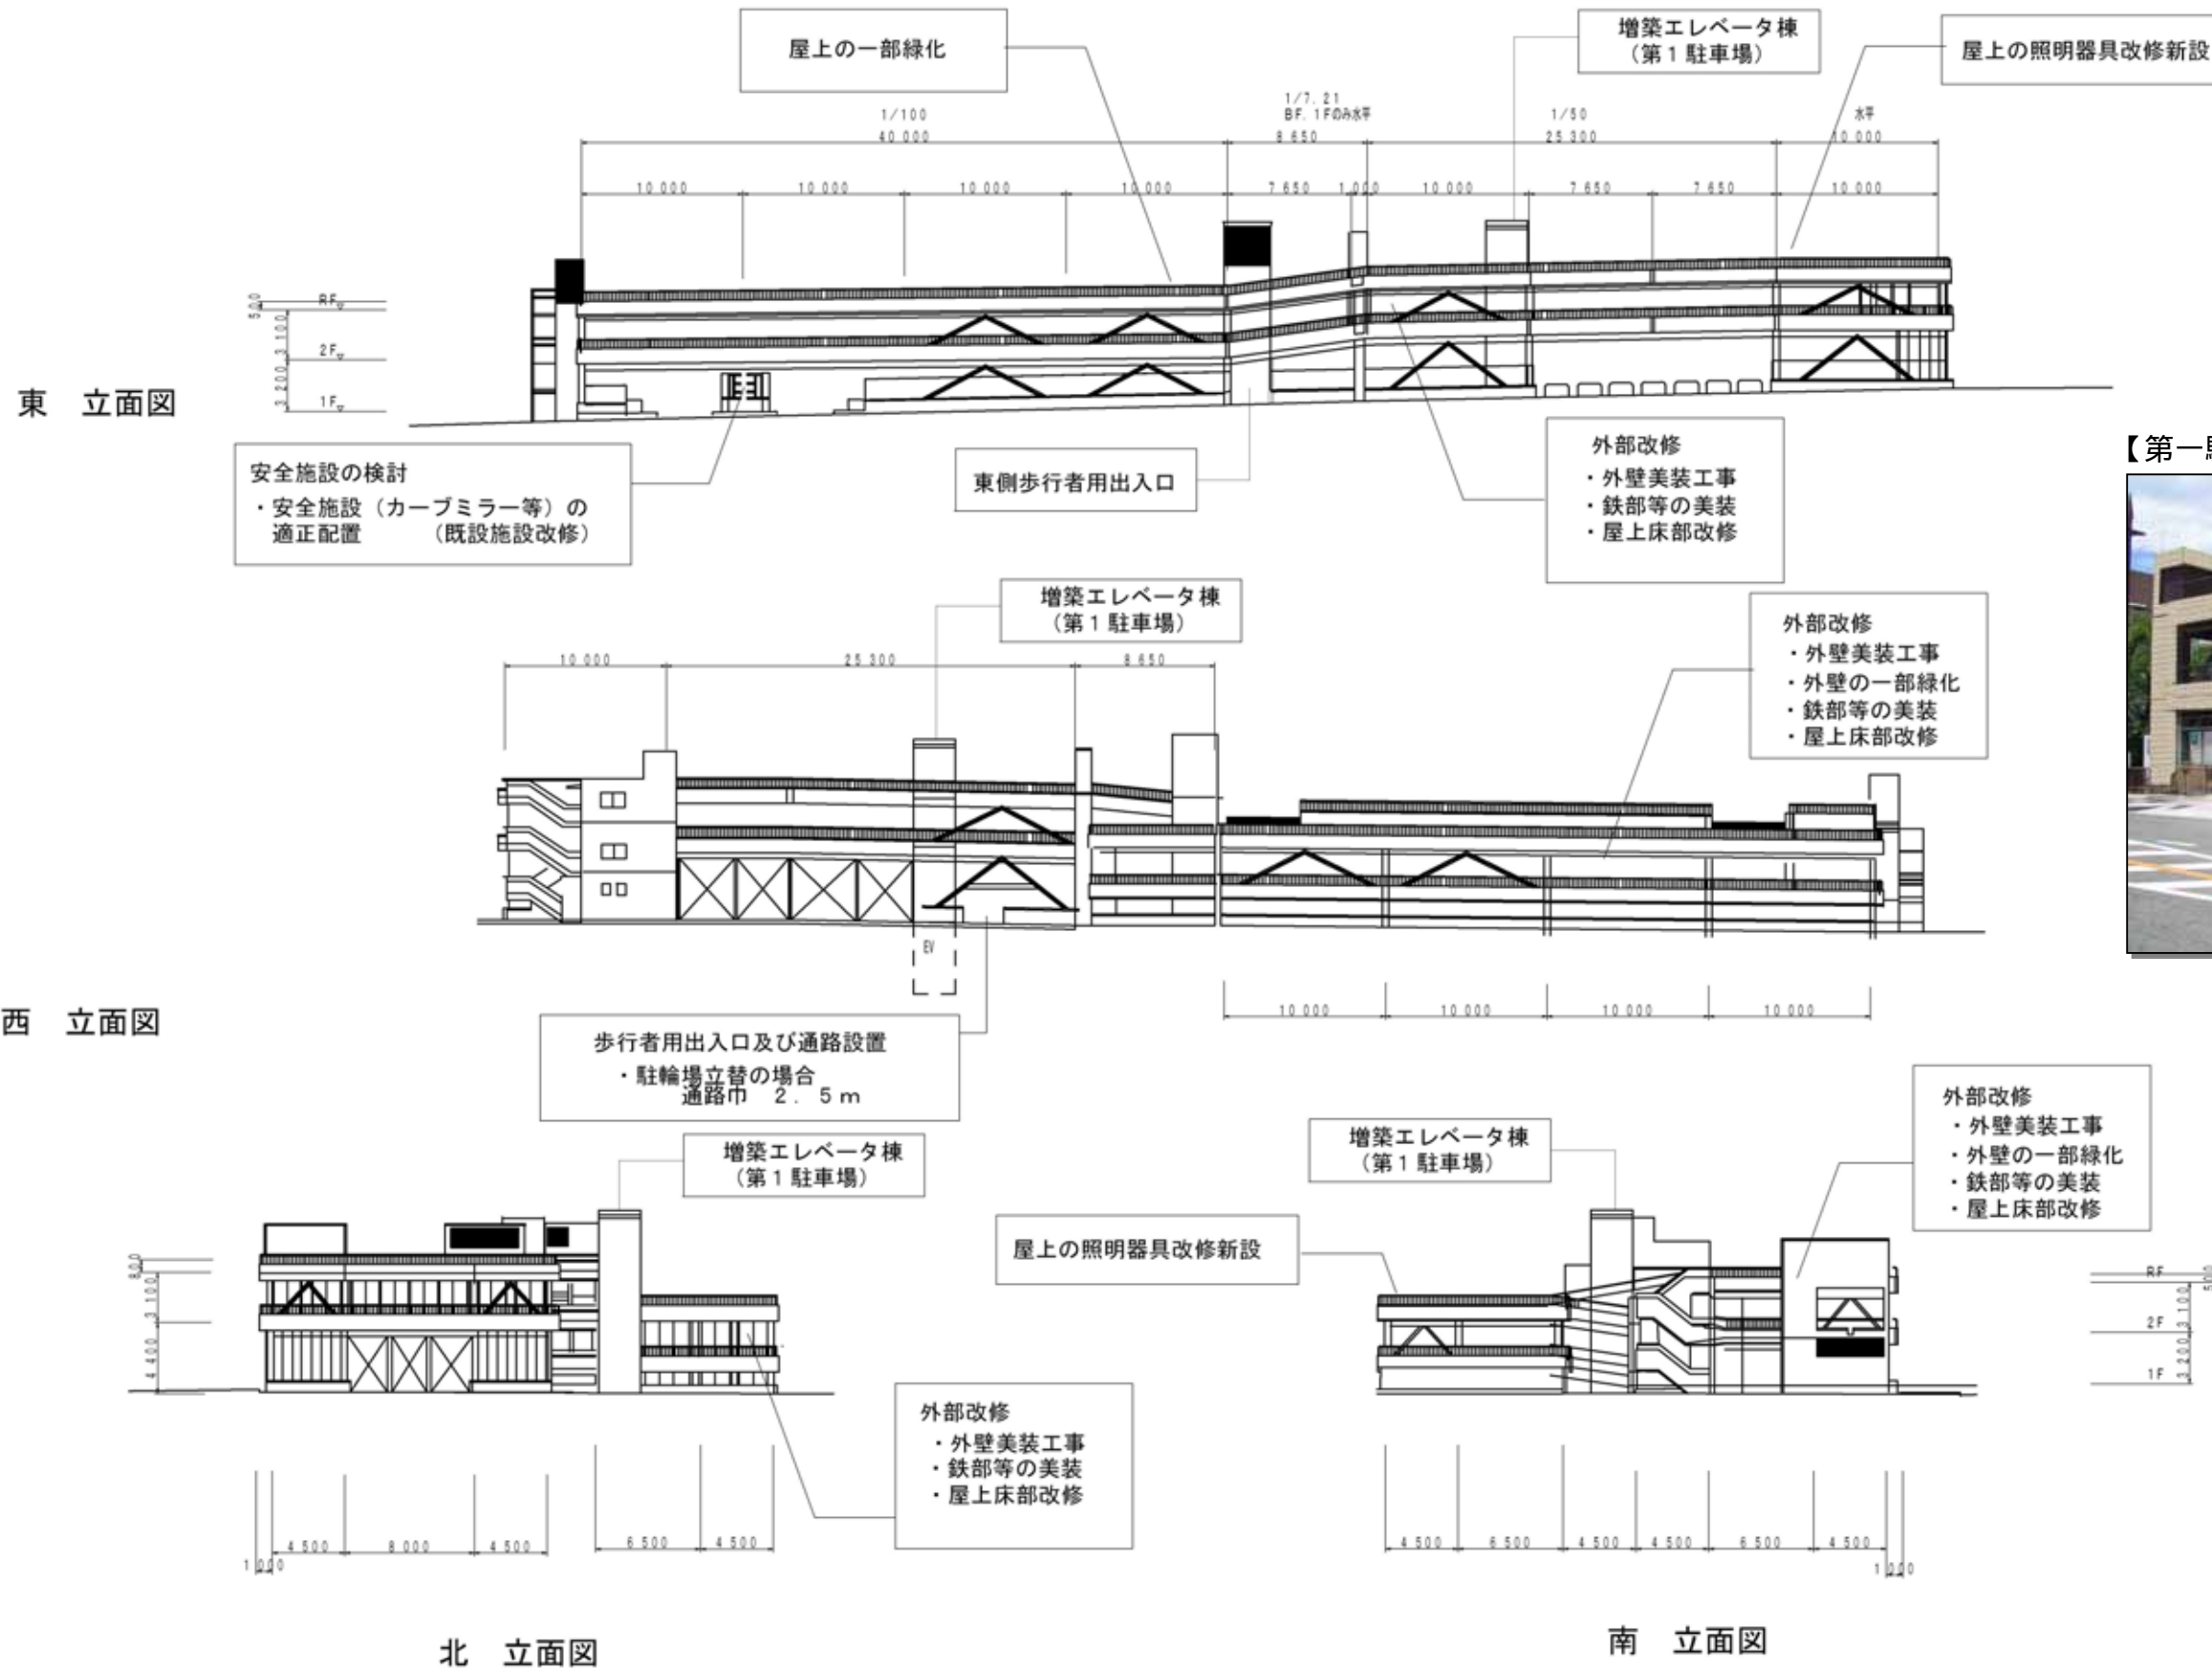 屋上の一部緑化
増築エレベータ棟
(第1駐車場)
屋上の照明器具改修新設
1/100
1/7.21
BF.1Fのみ水平
1/50
水平
40 000
8 650
25 300
10 000
10 000
10 000
10 000
10 000
7 650
1 000
10 000
7 650
7 650
10 000
500
RF
3 100
2F
3 200
1F
東 立面図
安全施設の検討
・安全施設(カーブミラー等)の
適正配置 (既設施設改修)
東側歩行者用出入口
外部改修
・外壁美装工事
・鉄部等の美装
・屋上床部改修
【第一
増築エレベータ棟
(第1駐車場)
10 000
25 300
8 650
外部改修
・外壁美装工事
・外壁の一部緑化
・鉄部等の美装
・屋上床部改修
EV
10 000
10 000
10 000
10 000
西 立面図
歩行者用出入口及び通路設置
・駐輪場立替の場合
通路巾 2.5m
増築エレベータ棟
(第1駐車場)
800
3 100
4 400
外部改修
・外壁美装工事
・鉄部等の美装
・屋上床部改修
1 000
4 500
8 000
4 500
6 500
4 500
北 立面図
増築エレベータ棟
(第1駐車場)
屋上の照明器具改修新設
外部改修
・外壁美装工事
・外壁の一部緑化
・鉄部等の美装
・屋上床部改修
RF
500
3 100
2F
3 200
1F
4 500
6 500
4 500
4 500
6 500
4 500
1 000
南 立面図